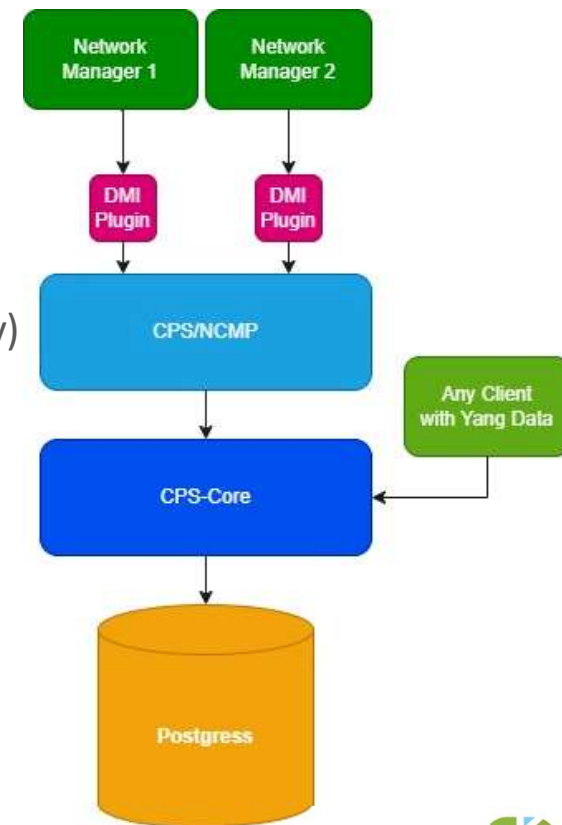 Network
Manager 1
Network
Manager 2
DMI
Plugin
DMI
Plugin
CPS/NCMP
Any Client
with Yang Data
CPS-Core
Postgress